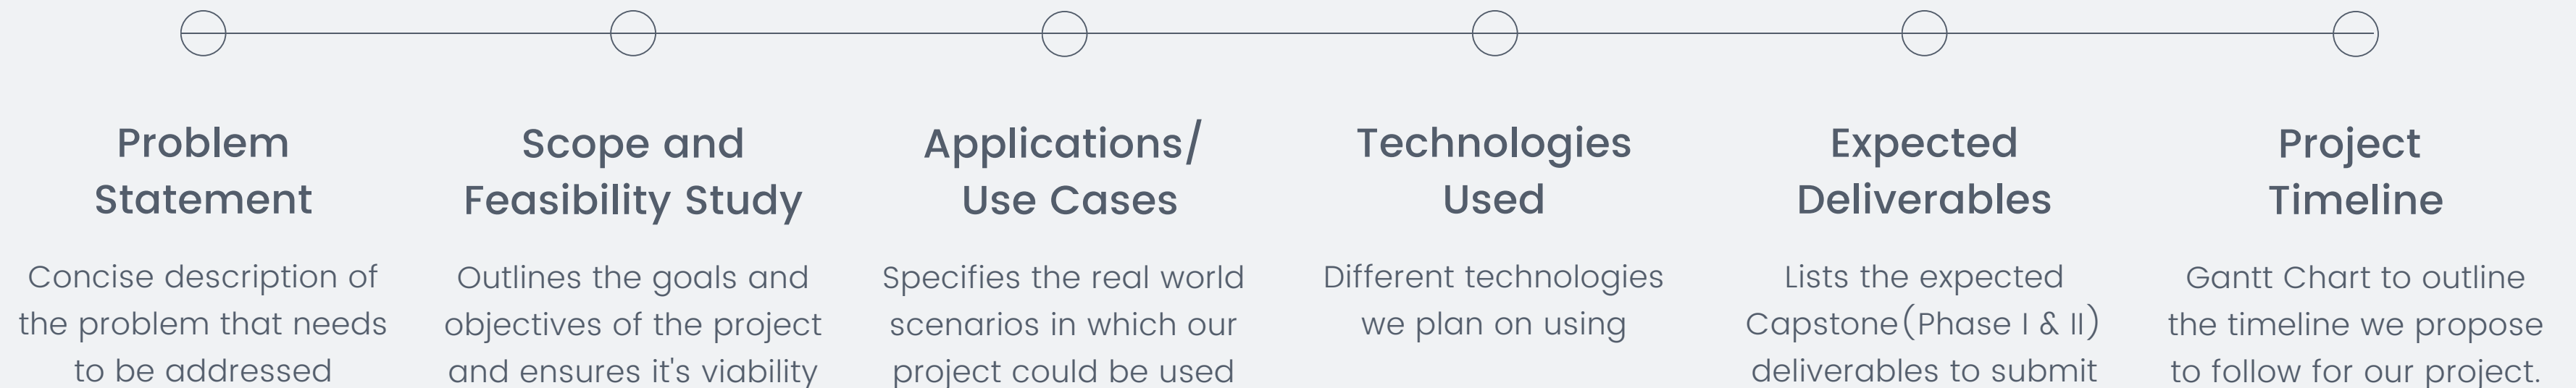 Problem
Statement
Concise description of
the problem that needs
to be addressed
Scope and
Feasibility Study
Outlines the goals and
objectives of the project
and ensures it's viability
Applications/
Use Cases
Specifies the real world
scenarios in which our
project could be used
Technologies
Used
Different technologies
we plan on using
Expected
Deliverables
Lists the expected
Capstone(Phase I & II)
deliverables to submit
Project
Timeline
Gantt Chart to outline
the timeline we propose
to follow for our project.